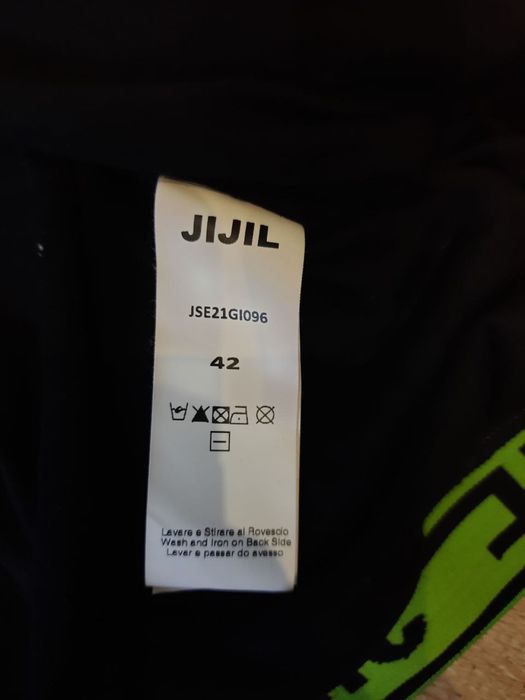 JIJIL
JSE21GI096
42
Lavare e Stirare al Rovescio
Wash and Iron on Back Side
Lavar e passar do avesso